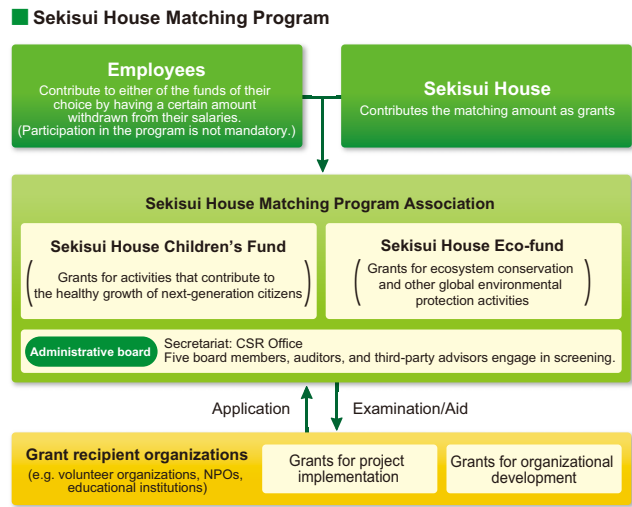 Sekisui House Matching Program
Employees
Contribute to either of the funds of their
choice by having a certain amount
withdrawn from their salaries.
(Participation in the program is not mandatory.)
Sekisui House
Contributes the matching amount as grants
Sekisui House Matching Program Association
Sekisui House Children's Fund
Grants for activities that contribute to
the healthy growth of next-generation citizens
Sekisui House Eco-fund
Grants for ecosystem conservation
and other global environmental
protection activities
Administrative board
Secretariat: CSR Office
Five board members, auditors, and third-party advisors engage in screening.
Application
Examination/Aid
Grant recipient organizations
(e.g. volunteer organizations, NPOs,
educational institutions)
Grants for project
implementation
Grants for organizational
development